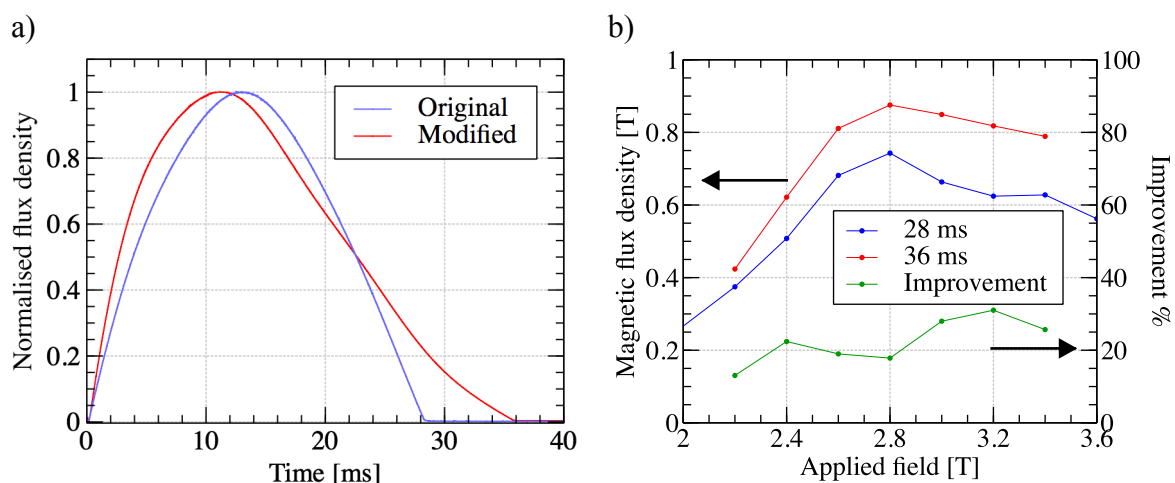 a)
Normalised flux density
1
0.8
0.6
0.4
0.2
0
0
10
20
30
40
Time [ms]
Original
Modified
b)
Magnetic flux density [T]
1
0.8
0.6
0.4
0.2
0
2
2.4
2.8
3.2
3.6
Applied field [T]
28 ms
36 ms
Improvement
100
80
60
40
20
0
Improvement %